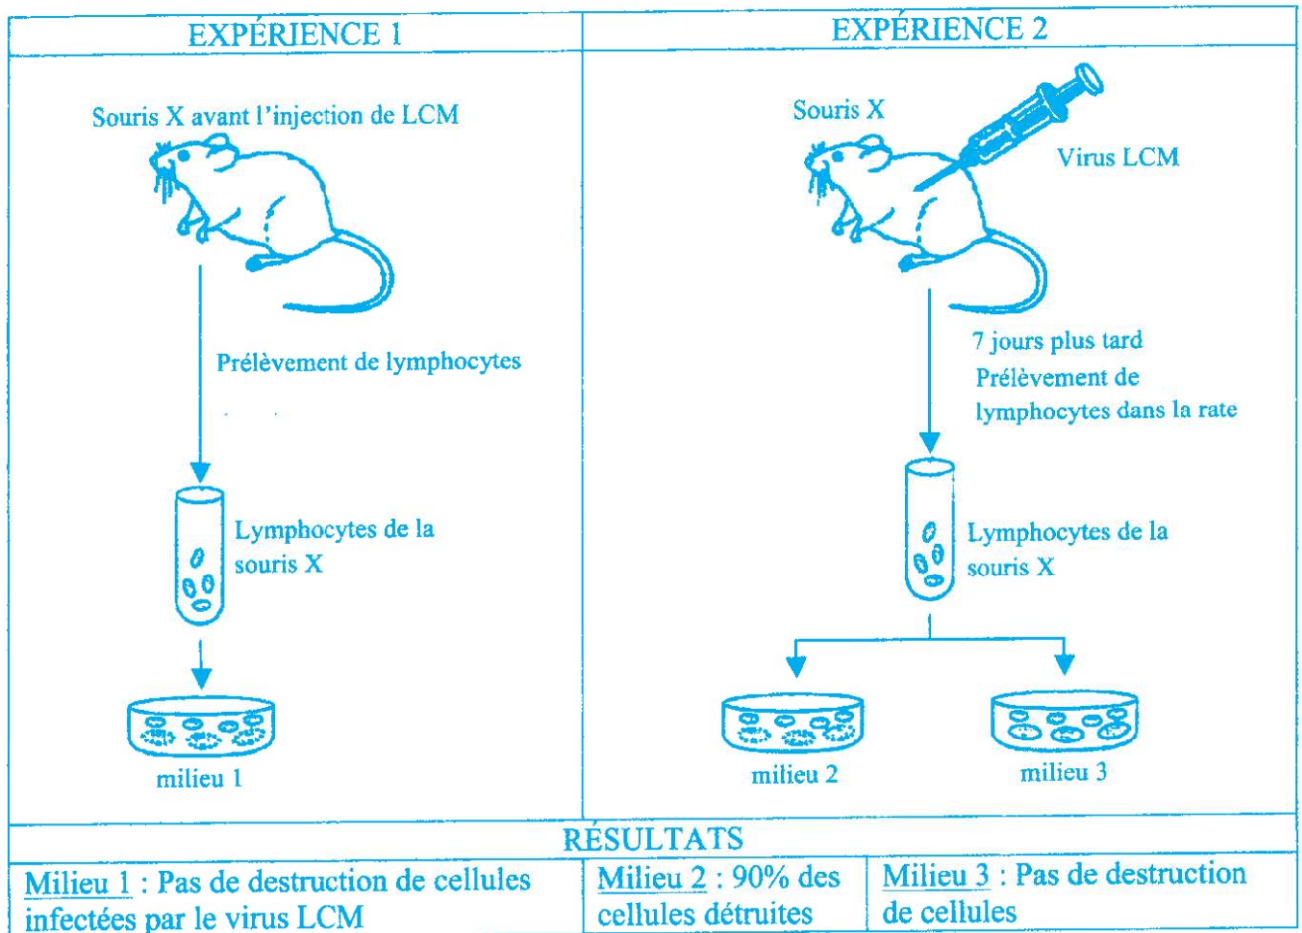 EXPÉRIENCE 1
EXPÉRIENCE 2
Souris X avant l'injection de LCM
Prélèvement de lymphocytes
Lymphocytes de la
souris X
milieu 1
Souris X
Virus LCM
7 jours plus tard
Prélèvement de
lymphocytes dans la rate
Lymphocytes de la
souris X
milieu 2
milieu 3
RÉSULTATS
Milieu 1 : Pas de destruction de cellules
infectées par le virus LCM
Milieu 2 : 90% des
cellules détruites
Milieu 3 : Pas de destruction
de cellules